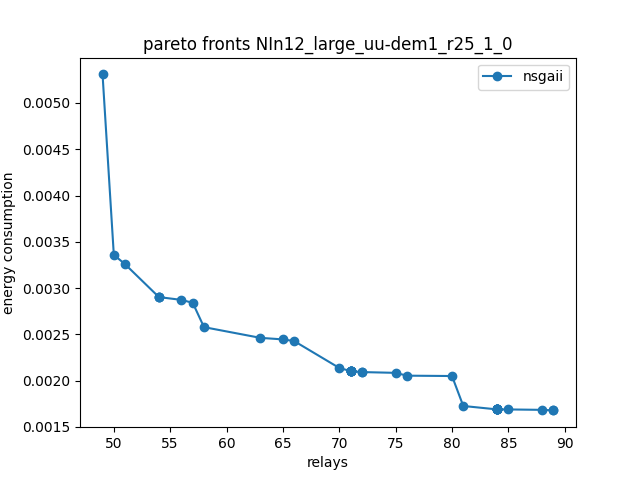 pareto fronts NIn12_large_uu-dem1_r25_1_0
nsgaii
energy consumption
0.0050
0.0045
0.0040
0.0035
0.0030
0.0025
0.0020
0.0015
50 55 60 65 70 75 80 85 90
relays